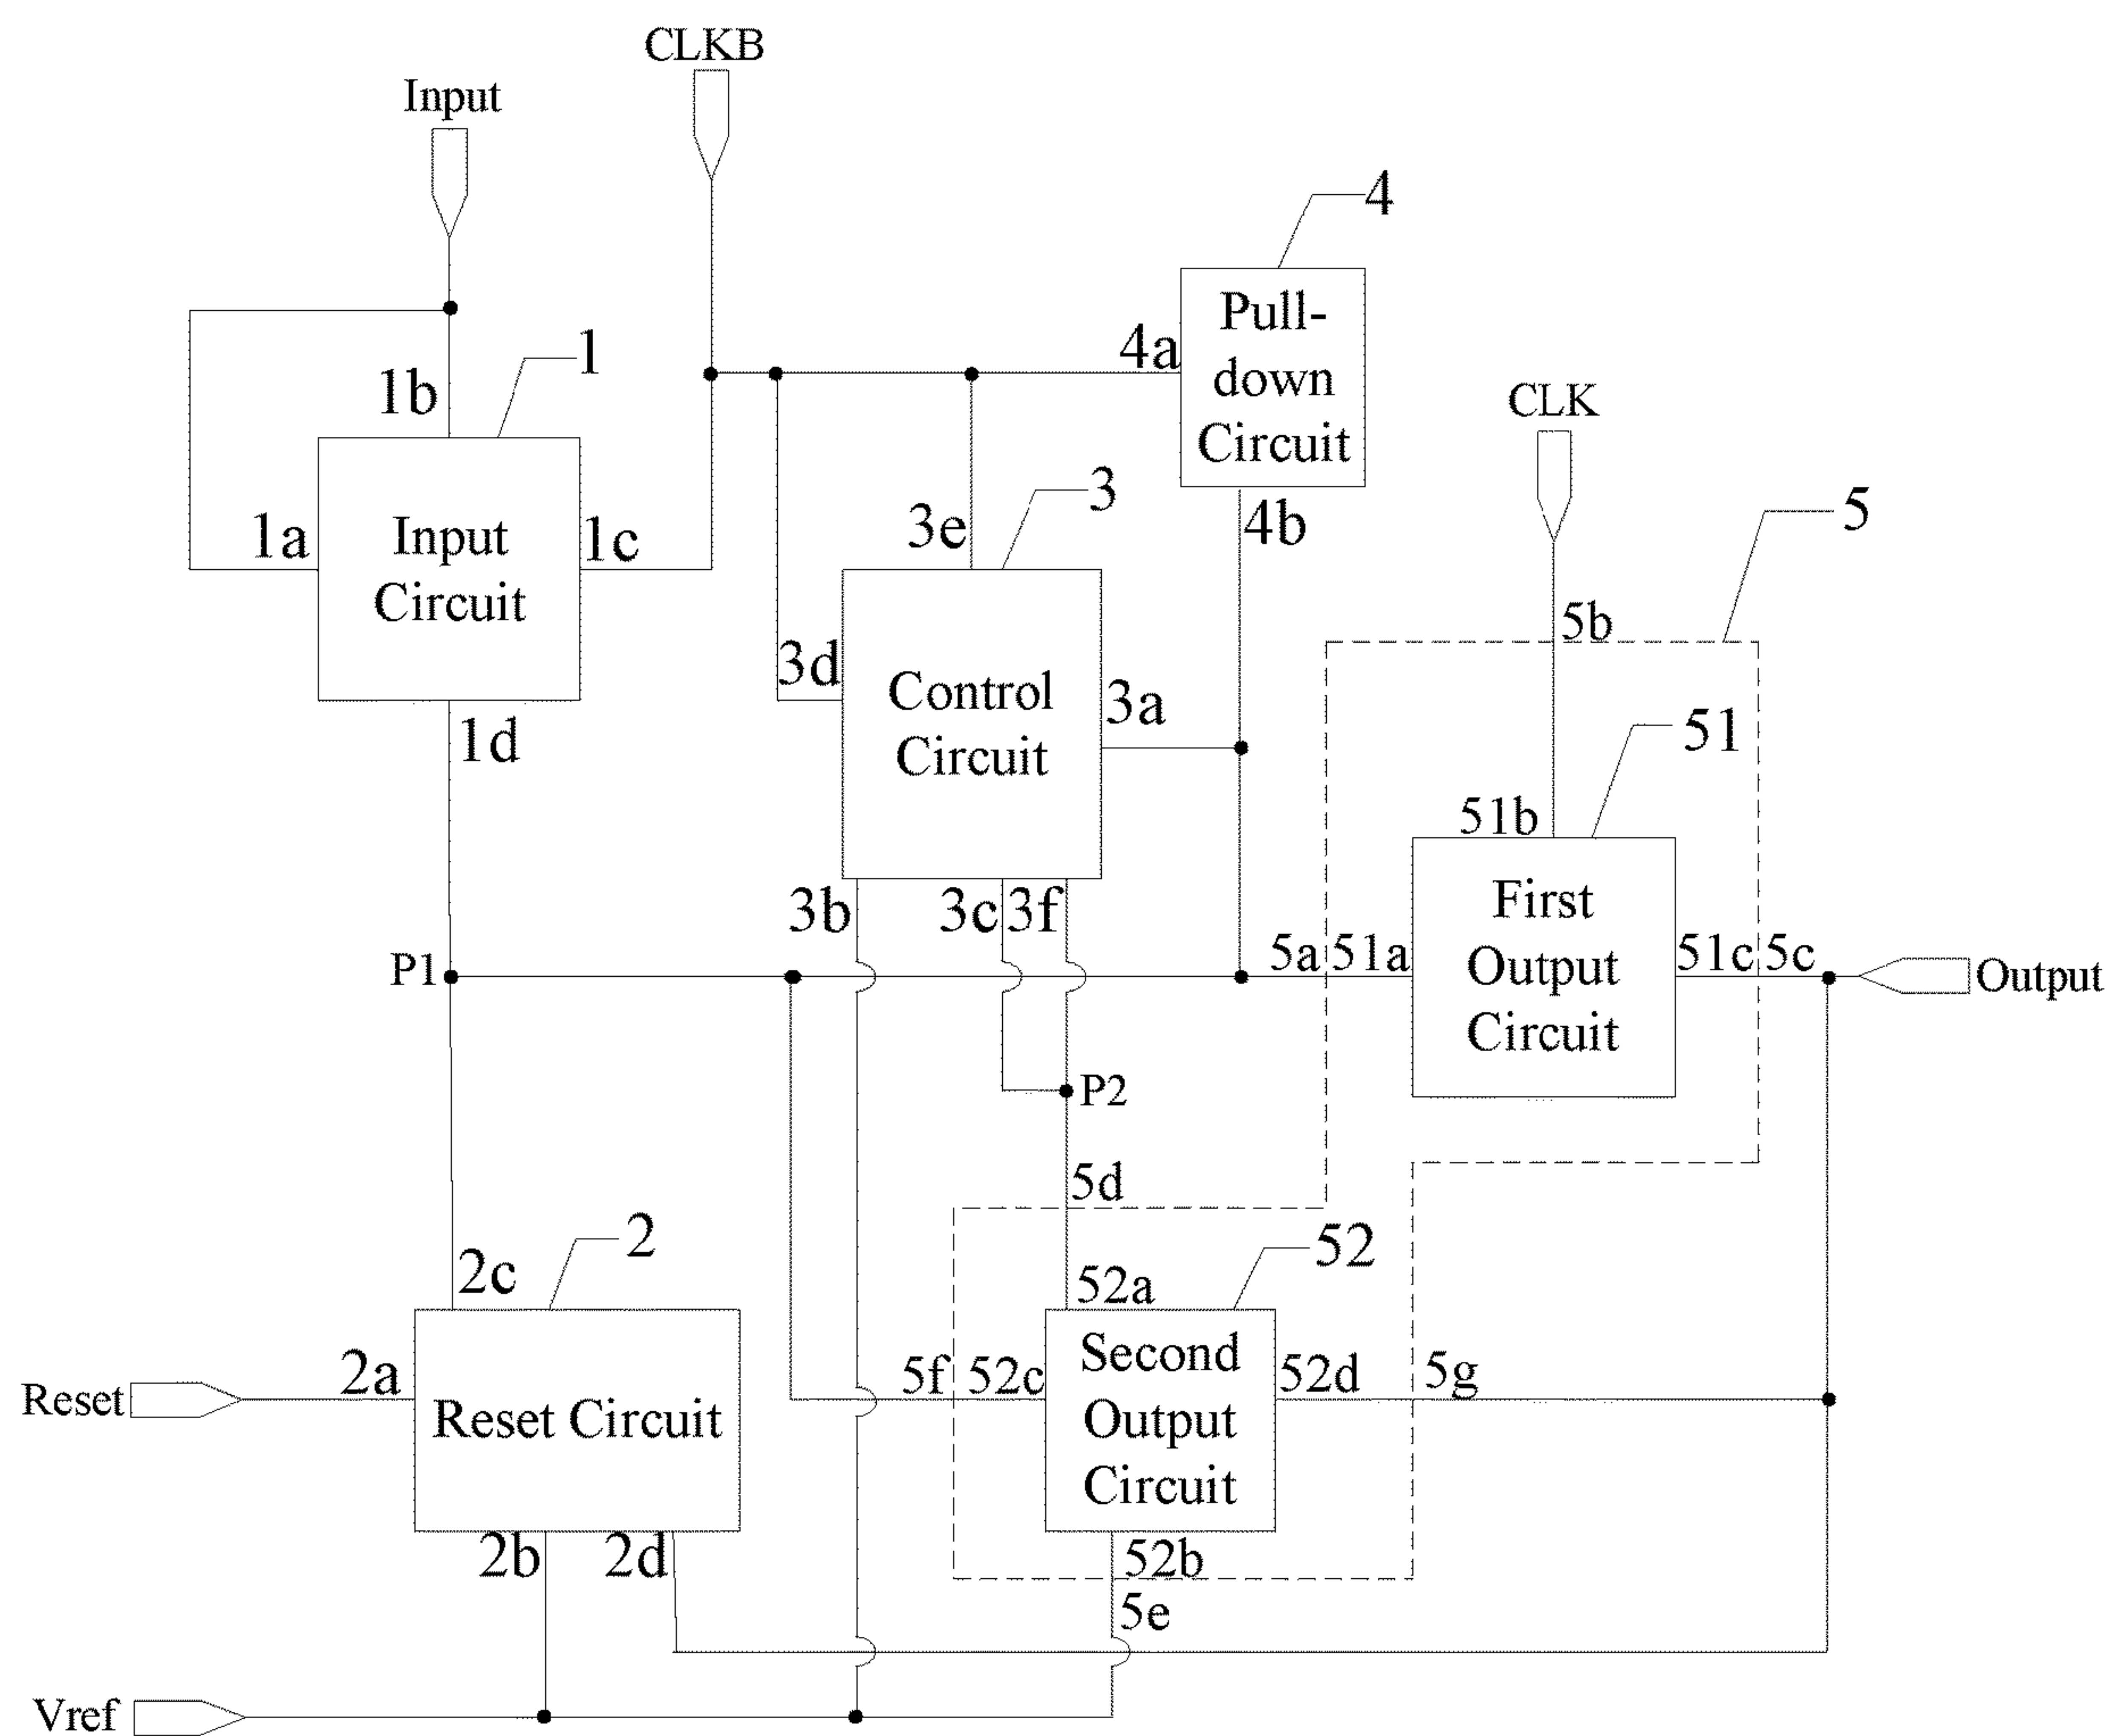 CLKB
Input
4
Pull-
down
Circuit
4a
4b
1
1b
1a
Input
Circuit
1c
1d
CLK
3
3e
5
3d
Control
Circuit
3a
5b
51
51b
First
Output
Circuit
3b
3c
3f
P1
5a
51a
51c
5c
Output
P2
5d
2
2c
52
52a
Reset
2a
Reset Circuit
5f
52c
Second
Output
Circuit
52d
5g
2b
2d
52b
5e
Vref